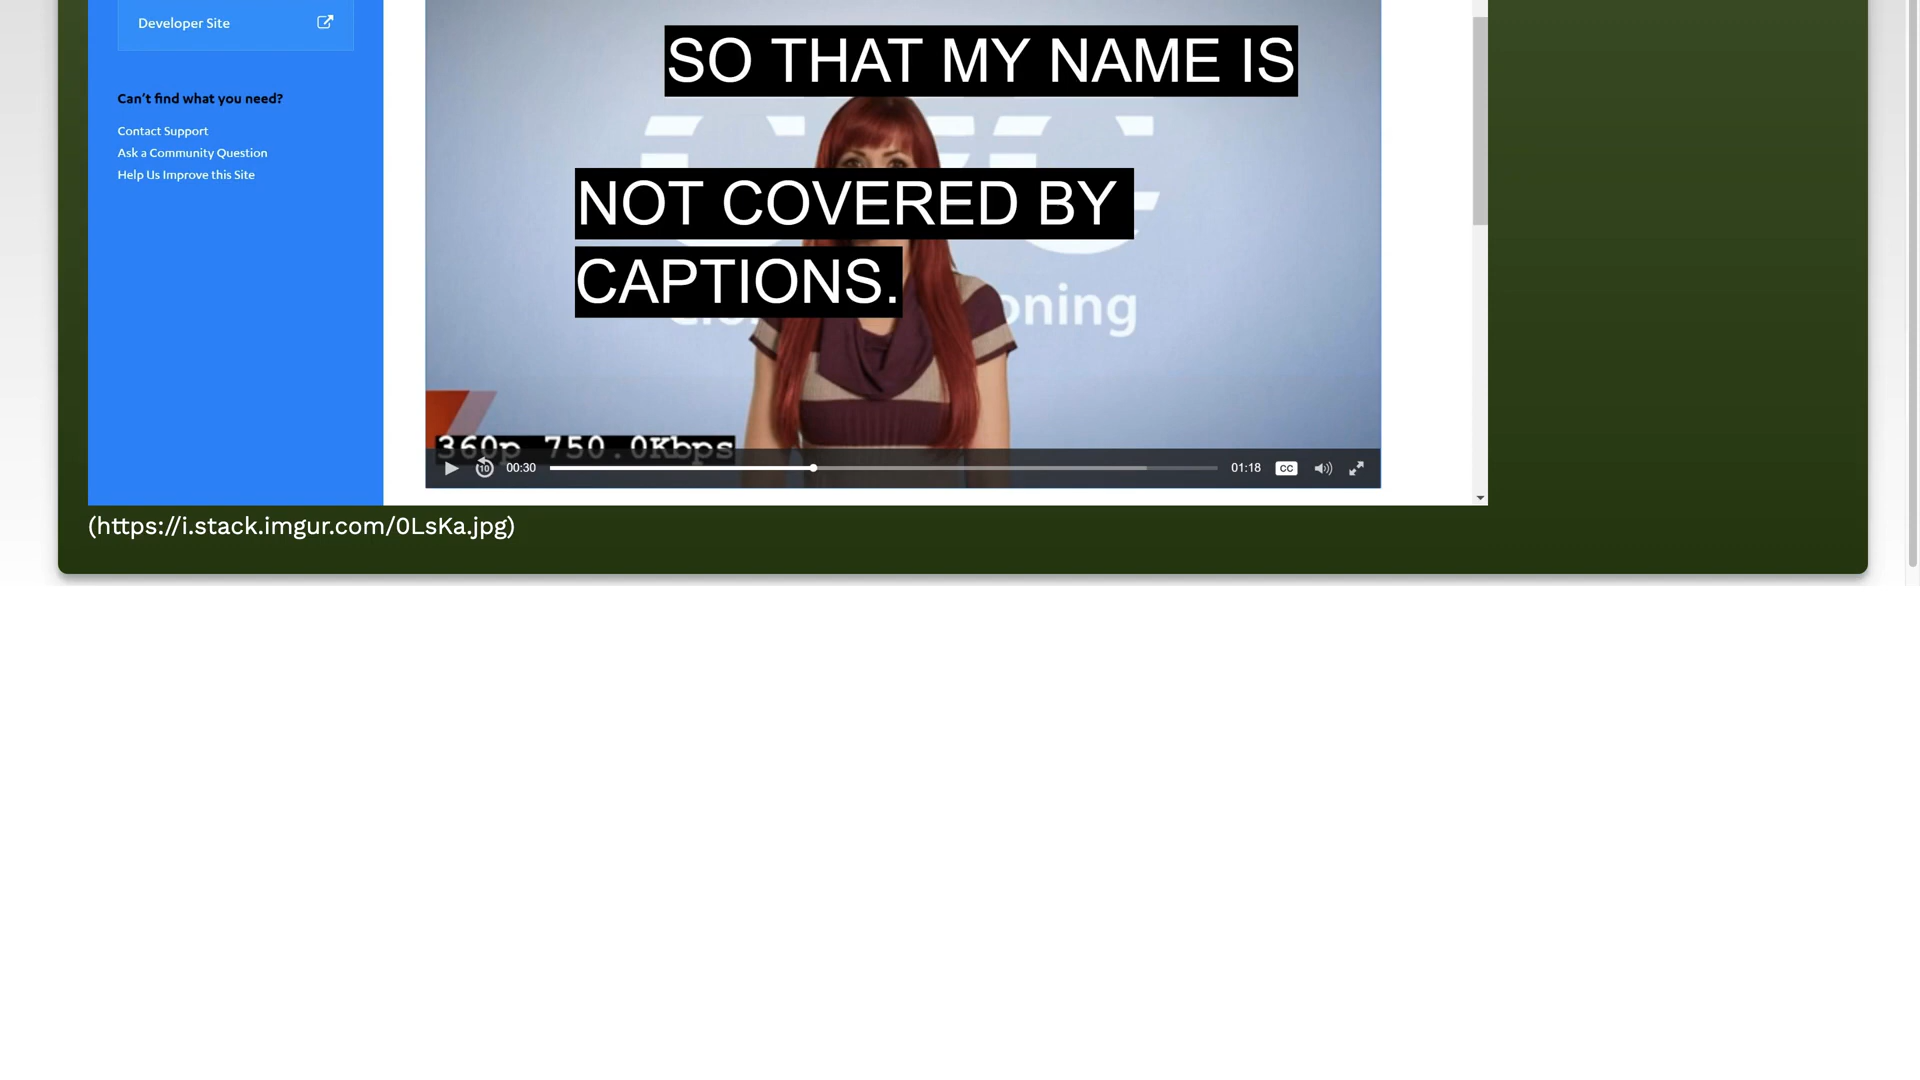 Developer Site
Can't find what you need?
Contact Support
Ask a Community Question
Help Us Improve this Site
SO THAT MY NAME IS
NOT COVERED BY
CAPTIONS.
oning
360p 750.0Kbps
10
00:30
01:18
CC
(https://i.stack.imgur.com/0LsKa.jpg)